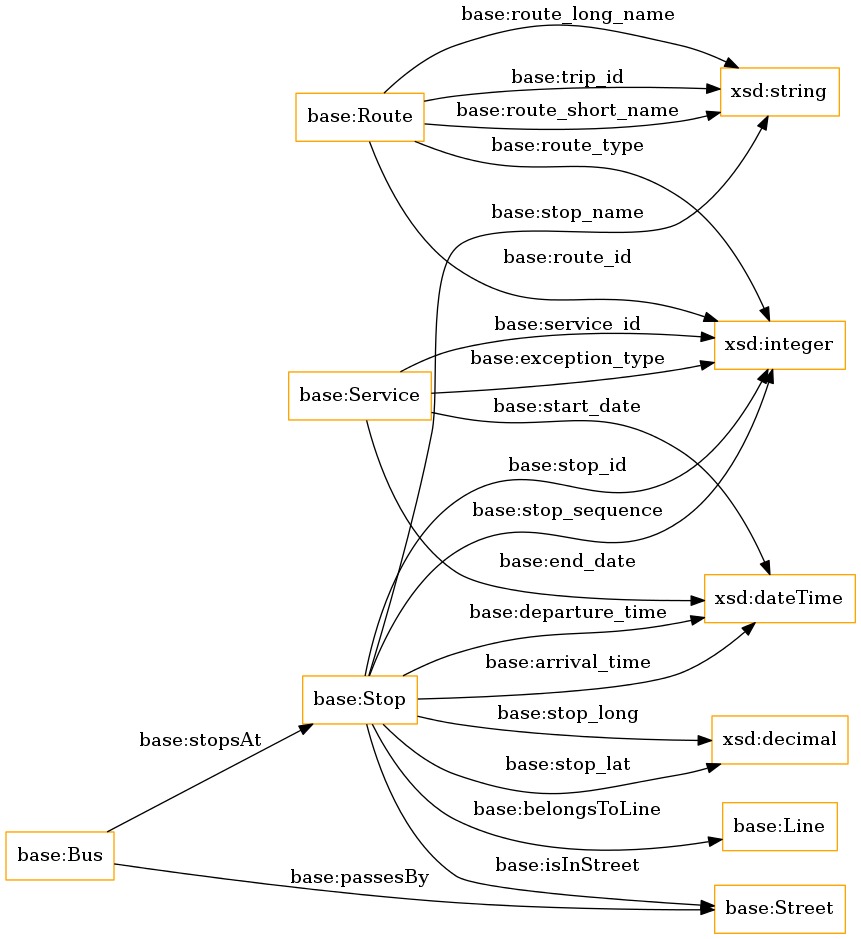 base:route_long_name
base:trip_id
xsd:string
base:route_short_name
base:Route
base:route_type
base:stop_name
base:route_id
base:service_id
xsd:integer
base:exception_type
base:Service
base:start_date
base:stop_id
base:stop_sequence
base:end_date
xsd:dateTime
base:departure_time
base:arrival_time
base:Stop
base:stop_long
base:stopsAt
xsd:decimal
base:stop_lat
base:belongsToLine
base:Line
base:Bus
base:isInStreet
base:passesBy
base:Street